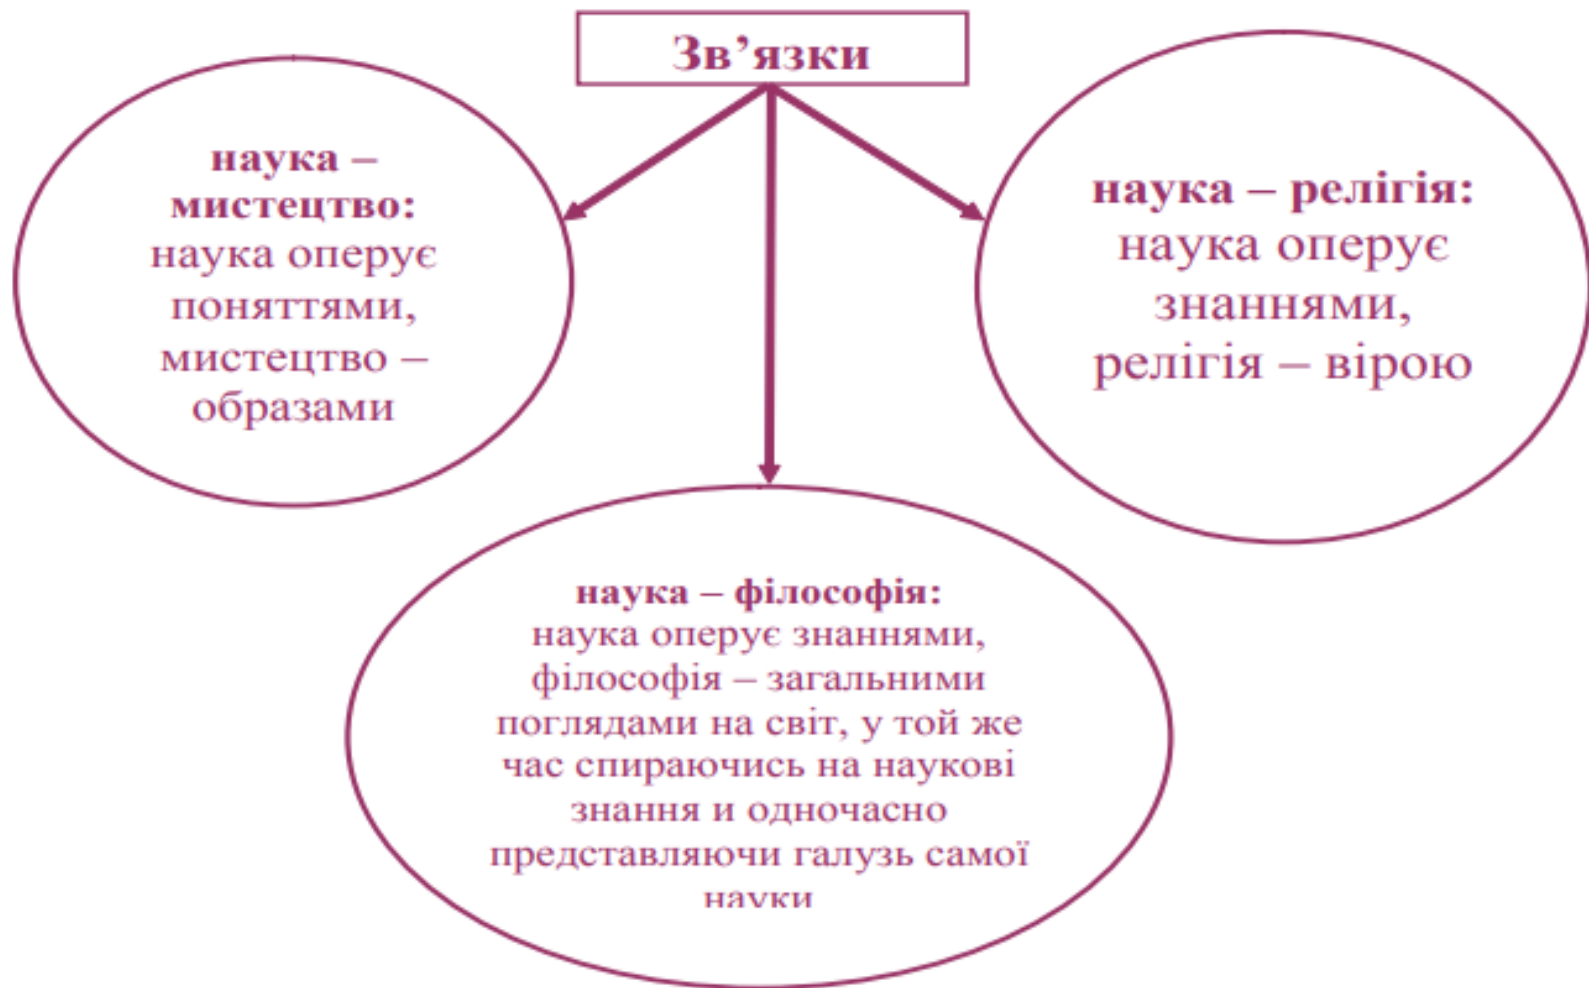 Зв’язки
наука –
мистецтво:
наука оперує
поняттями,
мистецтво –
образами
наука – релігія:
наука оперує
знаннями,
релігія – вірою
наука – філософія:
наука оперує знаннями,
філософія – загальними
поглядами на світ, у той же
час спираючись на наукові
знання и одночасно
представляючи галузь самої
науки